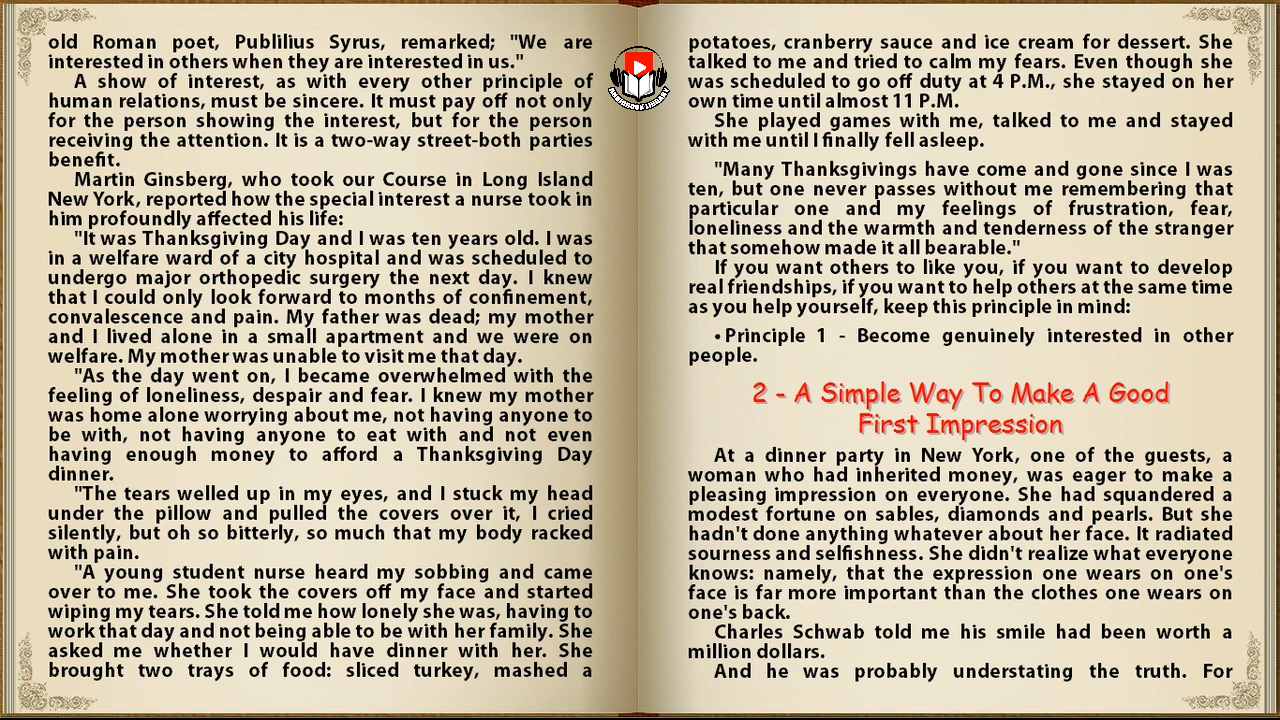 old Roman poet, Publilius Syrus, remarked; "We are
interested in others when they are interested in us."
A show of interest, as with every other principle of
human relations, must be sincere. It must pay off not only
for the person showing the interest, but for the person
receiving the attention. It is a two-way street-both parties
benefit.
Martin Ginsberg, who took our Course in Long Island
New York, reported how the special interest a nurse took in
him profoundly affected his life:
"It was Thanksgiving Day and I was ten years old. I was
in a welfare ward of a city hospital and was scheduled to
undergo major orthopedic surgery the next day. I knew
that I could only look forward to months of confinement,
convalescence and pain. My father was dead; my mother
and I lived alone in a small apartment and we were on
welfare. My mother was unable to visit me that day.
"As the day went on, I became overwhelmed with the
feeling of loneliness, despair and fear. I knew my mother
was home alone worrying about me, not having anyone to
be with, not having anyone to eat with and not even
having enough money to afford a Thanksgiving Day
dinner.
"The tears welled up in my eyes, and I stuck my head
under the pillow and pulled the covers over it, I cried
silently, but oh so bitterly, so much that my body racked
with pain.
"A young student nurse heard my sobbing and came
over to me. She took the covers off my face and started
wiping my tears. She told me how lonely she was, having to
work that day and not being able to be with her family. She
asked me whether I would have dinner with her. She
brought two trays of food: sliced turkey, mashed a
potatoes, cranberry sauce and ice cream for dessert. She
talked to me and tried to calm my fears. Even though she
was scheduled to go off duty at 4 P.M., she stayed on her
own time until almost 11 P.M.
She played games with me, talked to me and stayed
with me until I finally fell asleep.
"Many Thanksgivings have come and gone since I was
ten, but one never passes without me remembering that
particular one and my feelings of frustration, fear,
loneliness and the warmth and tenderness of the stranger
that somehow made it all bearable."
If you want others to like you, if you want to develop
real friendships, if you want to help others at the same time
as you help yourself, keep this principle in mind:
• Principle 1 - Become genuinely interested in other
people.
2 - A Simple Way To Make A Good
First Impression
At a dinner party in New York, one of the guests, a
woman who had inherited money, was eager to make a
pleasing impression on everyone. She had squandered a
modest fortune on sables, diamonds and pearls. But she
hadn't done anything whatever about her face. It radiated
sourness and selfishness. She didn't realize what everyone
knows: namely, that the expression one wears on one's
face is far more important than the clothes one wears on
one's back.
Charles Schwab told me his smile had been worth a
million dollars.
And he was probably understating the truth. For